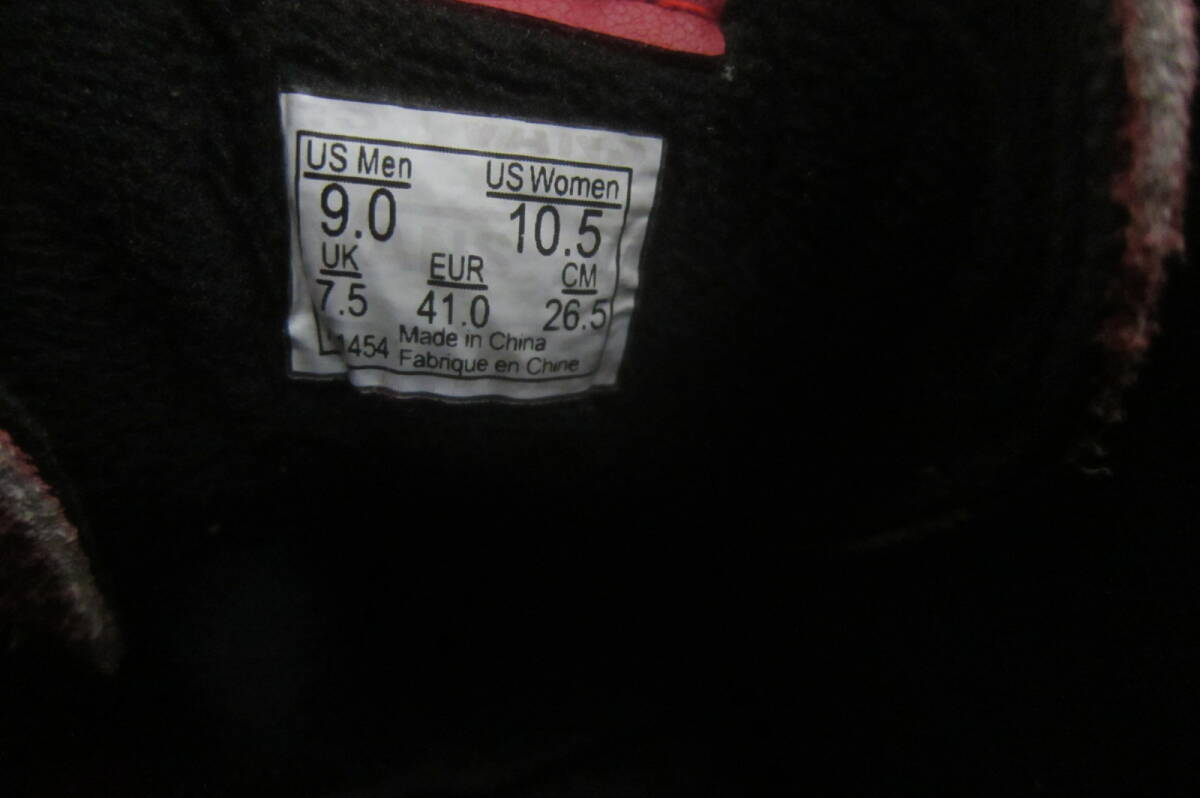 US Men US Women
9.0 10.5
UK EUR CM
7.5 41.0 26.5
454 Made in China
Fabrique en Chine